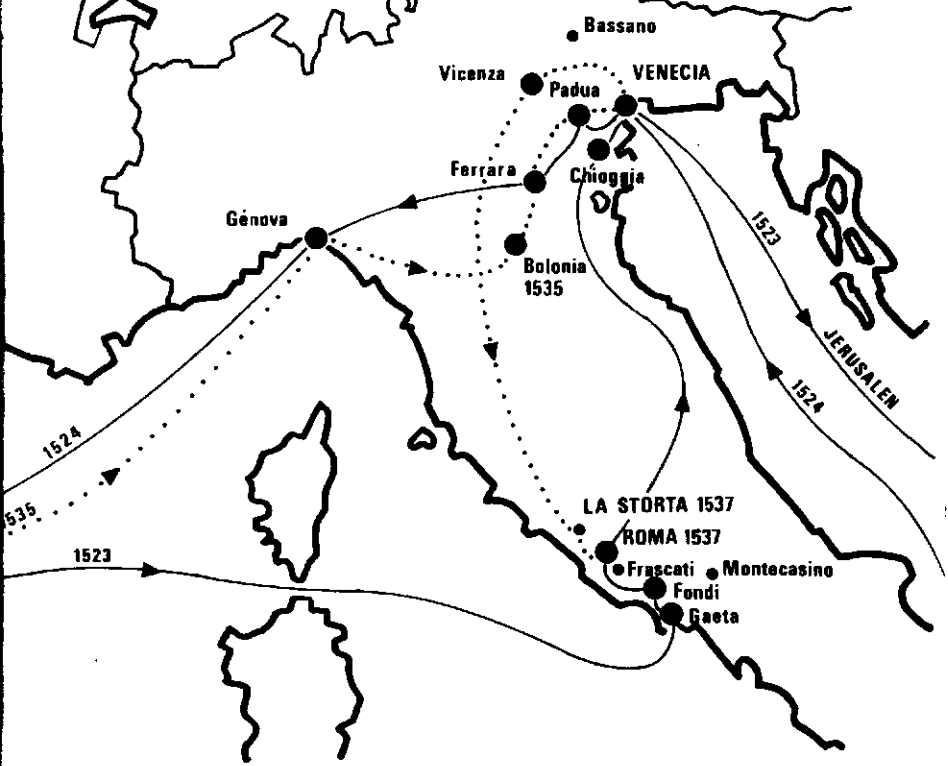 Bassano
Vicenza
VENECIA
Padua
Ferrara
Chioggia
Génova
1523
Bolonia
1535
JERUSALEN
1524
1524
535
LA STORTA 1537
ROMA 1537
1523
Frascati
Montecasino
Fondi
Gaeta